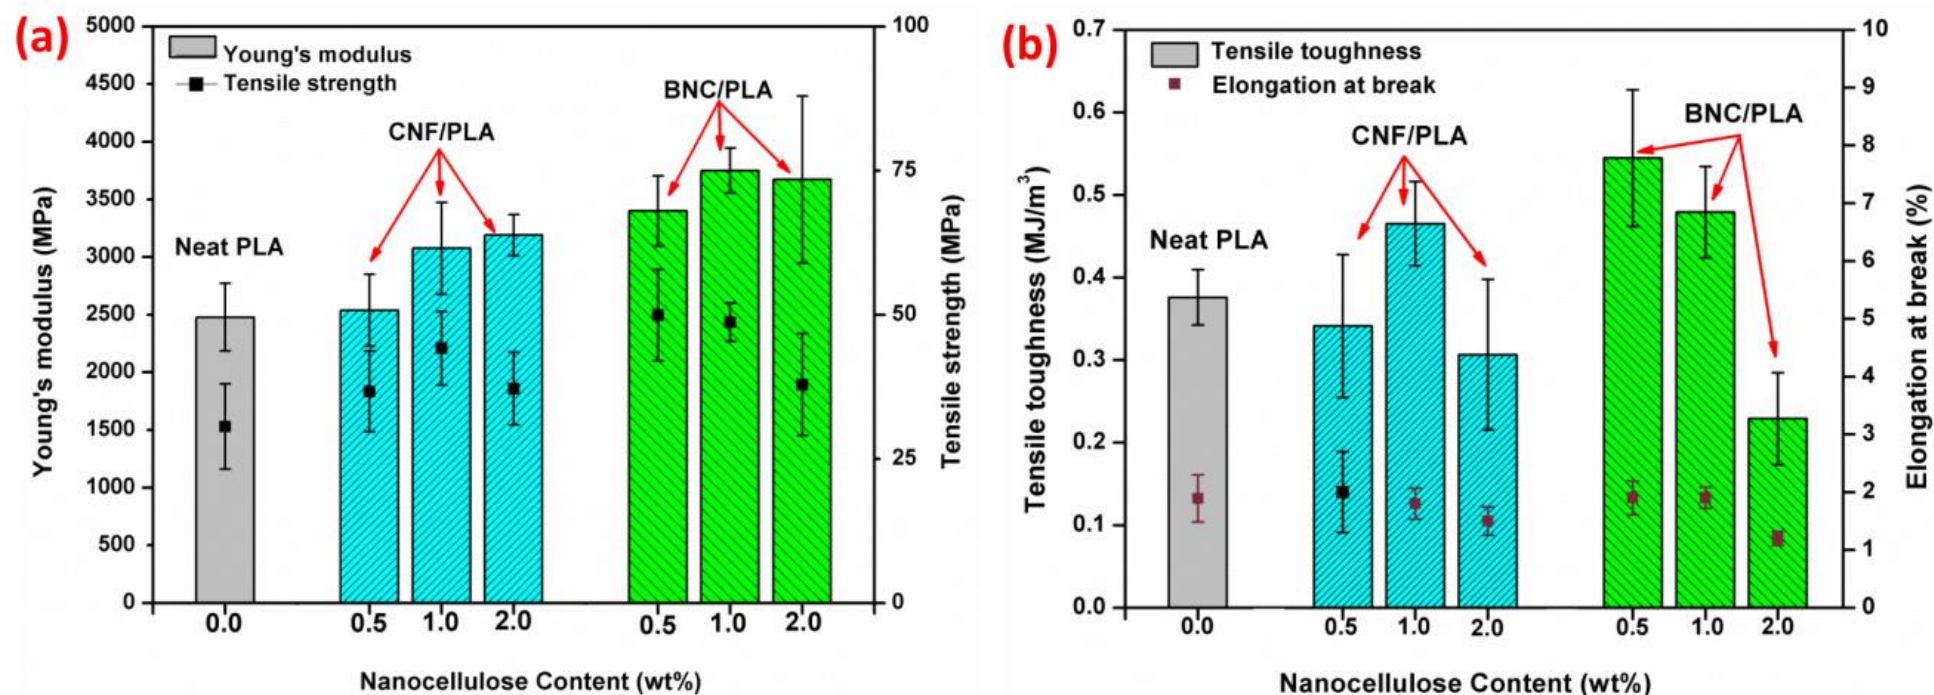 (a)
5000
4500
4000
3500
3000
2500
2000
1500
1000
500
0
Young's modulus (MPa)
Young's modulus
Tensile strength
Neat PLA
CNF/PLA
BNC/PLA
100
75
50
25
0
Tensile strength (MPa)
0.0 0.5 1.0 2.0 0.5 1.0 2.0
Nanocellulose Content (wt%)
(b)
0.7
0.6
0.5
0.4
0.3
0.2
0.1
0.0
Tensile toughness (MJ/m³)
Tensile toughness
Elongation at break
Neat PLA
CNF/PLA
BNC/PLA
10
9
8
7
6
5
4
3
2
1
0
Elongation at break (%)
0.0 0.5 1.0 2.0 0.5 1.0 2.0
Nanocellulose Content (wt%)